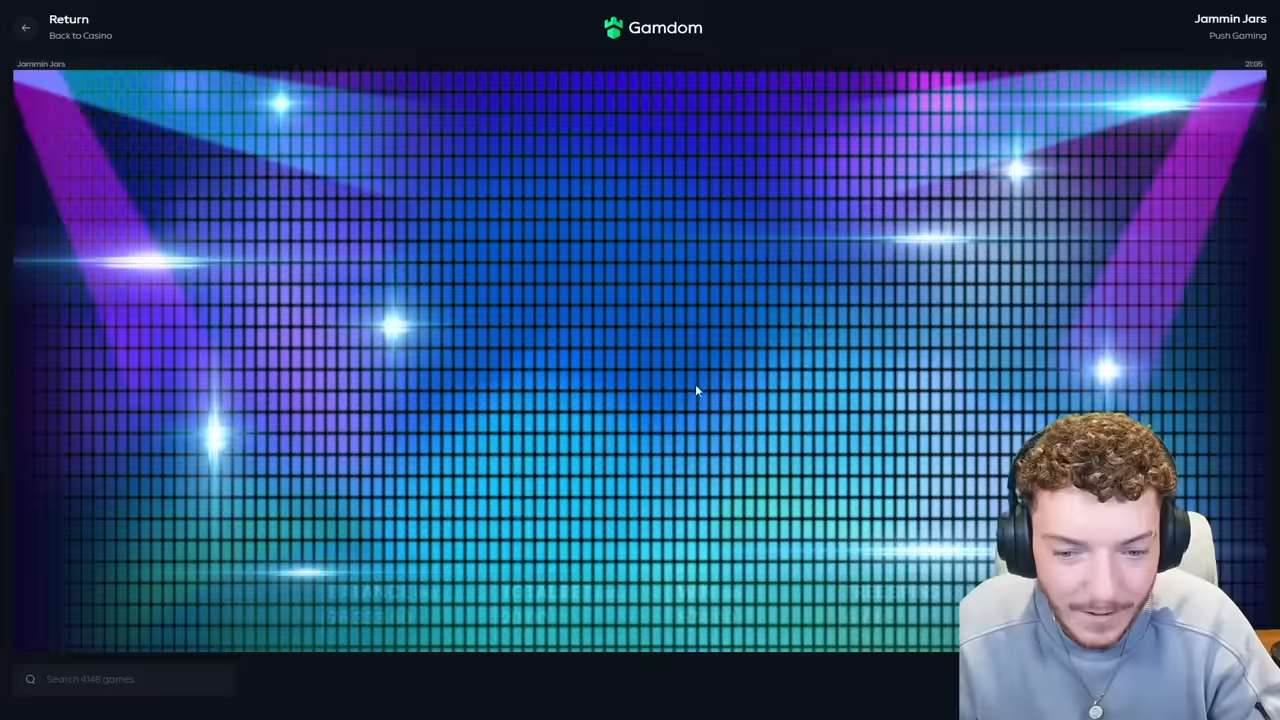 Return
Back to Casino
Gamdom
Jammin Jars
Push Gaming
Jammin Jars
21:05
Search 4148 games